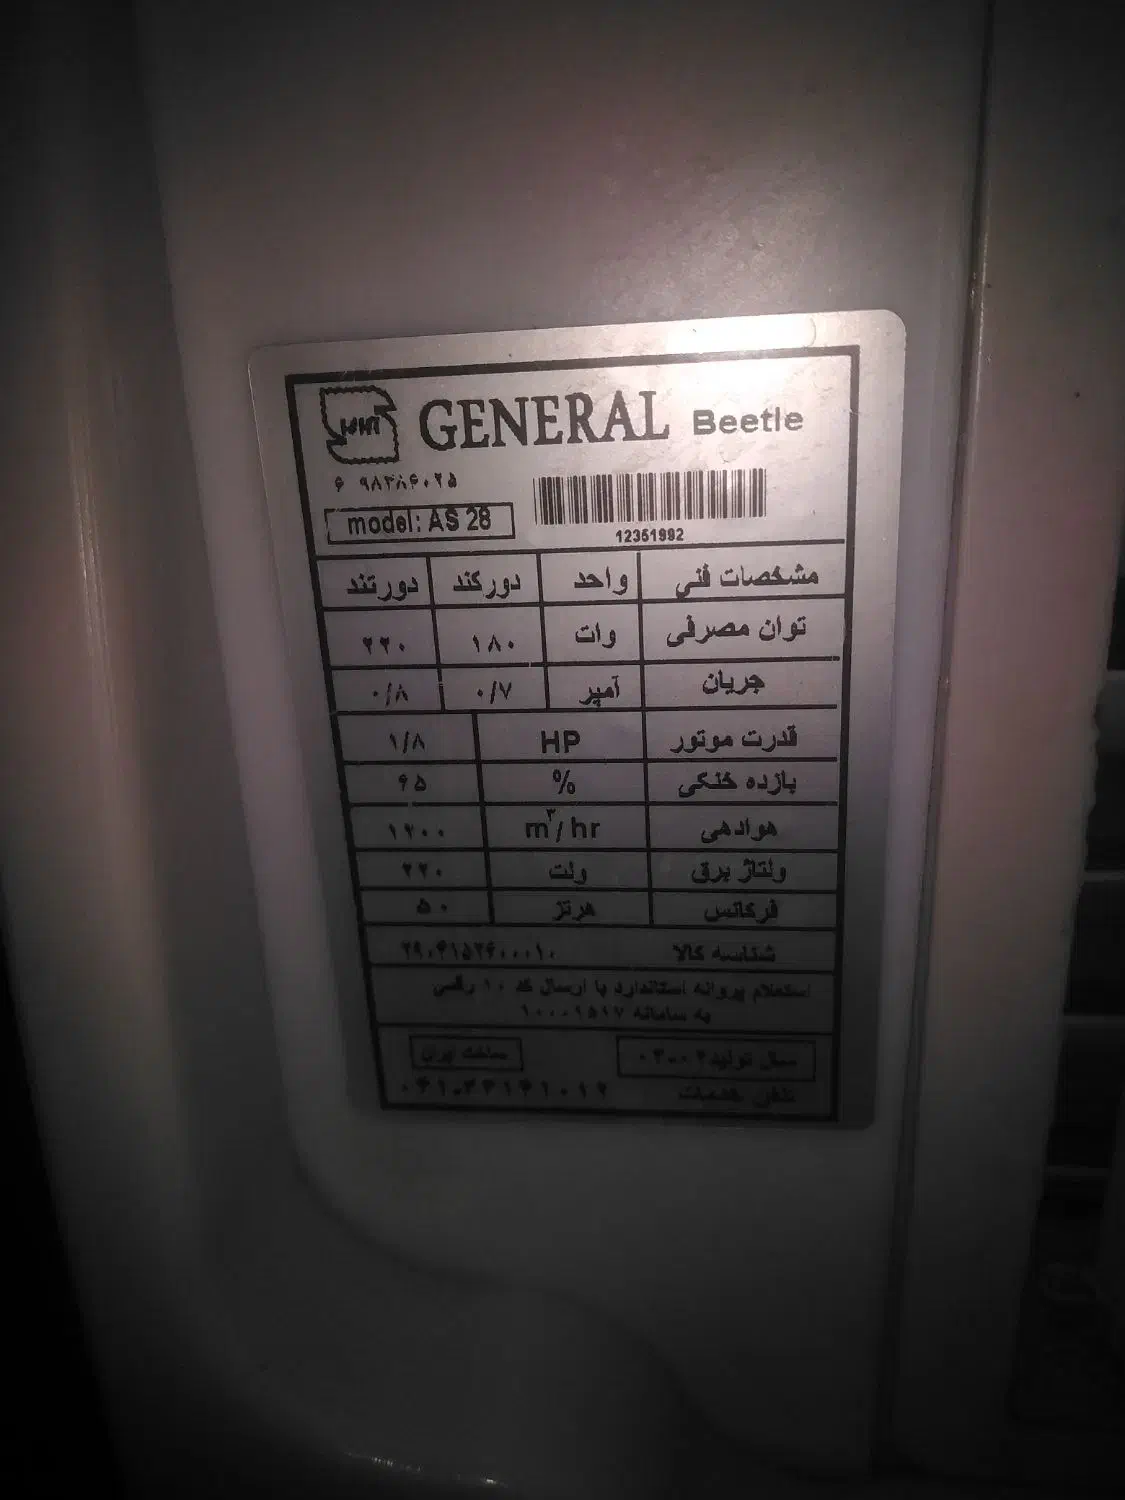 GENERAL Beetle
۶ ۹۸۳۸۶۰۲۵
model: AS 28
12351992
مشخصات فنی واحد دورکند دورتند
توان مصرفی وات ۱۸۰ ۲۲۰
جریان آمپر ۰/۷ ۰/۸
قدرت موتور HP ۱/۸
بازده خنکی % ۶۵
هوادهی m³/hr ۱۲۰۰
ولتاژ برق ولت ۲۲۰
فرکانس هرتز ۵۰
شناسه کالا
استعلام پروانه استاندارد با ارسال کد ۱۰ رقمی
به سامانه ۱۰۰۰۱۵۱۷
سال تولید ساخت ایران
تلفن خدمات